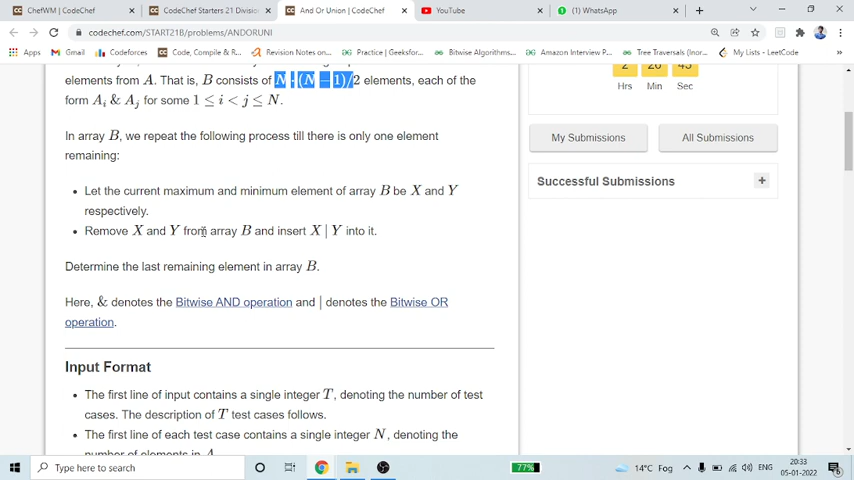 ChefWM | CodeChef
CodeChef Starters 21 Division
And Or Union | CodeChef
YouTube
(1) WhatsApp
codechef.com/START21B/problems/ANDORUNI
Apps
Gmail
Codeforces
Code, Compile & R...
Revision Notes on...
Practice | Geeksfor...
Bitwise Algorithms...
Amazon Interview P...
Tree Traversals (Inor...
My Lists - LeetCode
»
elements from A. That is, B consists of N · (N − 1)/2 elements, each of the
form Ai & Aj for some 1 ≤ i < j ≤ N.
In array B, we repeat the following process till there is only one element
remaining:
• Let the current maximum and minimum element of array B be X and Y
respectively.
• Remove X and Y from array B and insert X | Y into it.
Determine the last remaining element in array B.
Here, & denotes the Bitwise AND operation and | denotes the Bitwise OR
operation.
Input Format
• The first line of input contains a single integer T, denoting the number of test
cases. The description of T test cases follows.
• The first line of each test case contains a single integer N, denoting the
number of elements in A.
Hrs
Min
Sec
My Submissions
All Submissions
Successful Submissions
+
Type here to search
77%
14°C Fog
ENG
20:33
05-01-2022